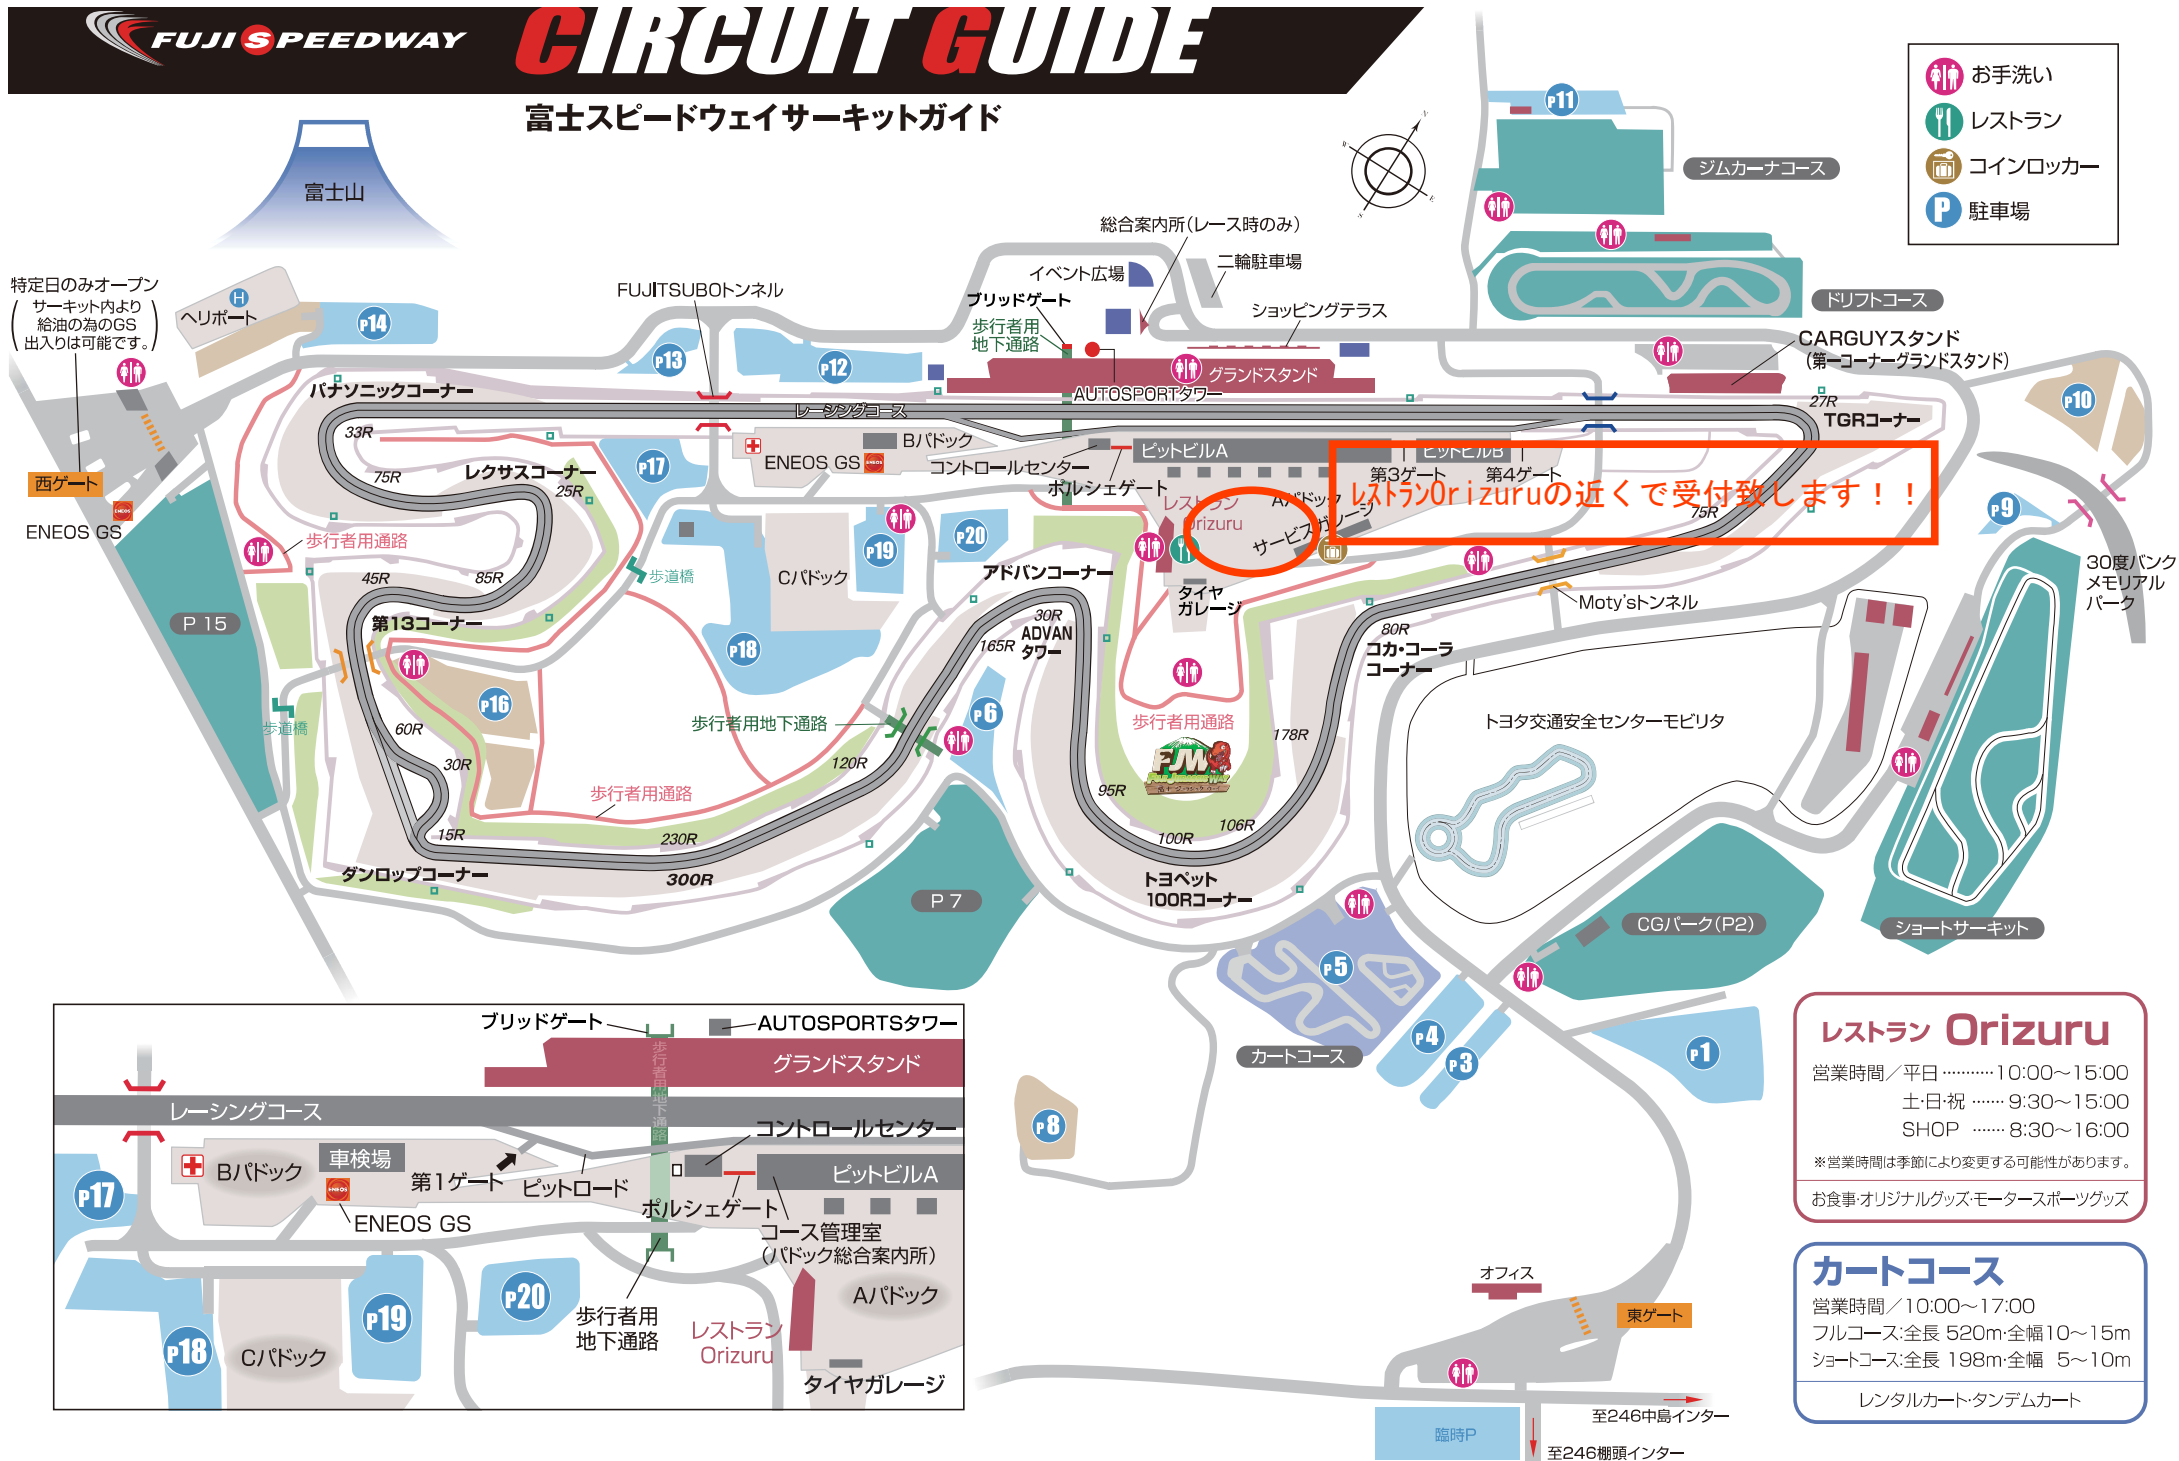 FUJI SPEEDWAY
CIRCUIT GUIDE
富士スピードウェイサーキットガイド
お手洗い
レストラン
コインロッカー
P 駐車場
富士山
N
W
E
S
P11
ジムカーナコース
ドリフトコース
総合案内所(レース時のみ)
イベント広場
二輪駐車場
ブリッドゲート
歩行者用
地下通路
ショッピングテラス
CARGUYスタンド
(第一コーナーグランドスタンド)
特定日のみオープン
サーキット内より
給油の為のGS
出入りは可能です。
H
ヘリポート
P14
FUJITSUBOトンネル
P13
P12
グランドスタンド
AUTOSPORTタワー
パナソニックコーナー
レーシングコース
27R
TGRコーナー
P10
33R
Bパドック
ENEOS GS
ENEOS
コントロールセンター
ピットビルA
ピットビルB
第3ゲート
第4ゲート
ポルシェゲート
レストラン
Orizuru
Aパドック
サービスガレージ
レストランOrizuruの近くで受付致します！！
75R
P9
西ゲート
ENEOS
ENEOS GS
75R
レクサスコーナー
25R
P17
歩行者用通路
45R
85R
歩道橋
P19
P20
Cパドック
アドバンコーナー
タイヤ
ガレージ
30度バンク
メモリアル
パーク
Moty'sトンネル
P 15
第13コーナー
P18
30R
ADVAN
タワー
165R
80R
コカ・コーラ
コーナー
P16
歩道橋
歩行者用地下通路
P6
歩行者用通路
トヨタ交通安全センターモビリタ
60R
30R
120R
178R
FJW
FUJI JURASSIC WAY
95R
歩行者用通路
15R
230R
100R
106R
ダンロップコーナー
300R
トヨペット
100Rコーナー
P 7
CGパーク(P2)
ショートサーキット
P5
カートコース
P4
P3
P1
P8
ブリッドゲート
AUTOSPORTSタワー
歩行者用地下通路
グランドスタンド
レーシングコース
コントロールセンター
Bパドック
車検場
第1ゲート
ピットロード
ピットビルA
P17
ENEOS
ENEOS GS
ポルシェゲート
コース管理室
(パドック総合案内所)
P20
Aパドック
P19
歩行者用
地下通路
レストラン
Orizuru
P18
Cパドック
タイヤガレージ
レストラン Orizuru
営業時間／平日 ··········· 10:00〜15:00
土·日·祝 ······· 9:30〜15:00
SHOP ······· 8:30〜16:00
※営業時間は季節により変更する可能性があります。
お食事·オリジナルグッズ·モータースポーツグッズ
カートコース
営業時間／10:00〜17:00
フルコース:全長 520m·全幅10〜15m
ショートコース:全長 198m·全幅 5〜10m
レンタルカート·タンデムカート
オフィス
東ゲート
至246中島インター
臨時P
至246棚頭インター